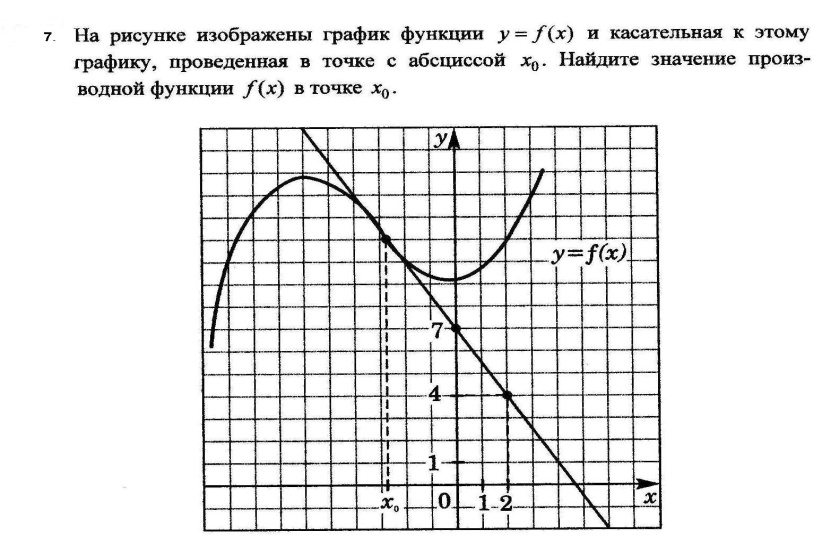 7. На рисунке изображены график функции y = f(x) и касательная к этому
графику, проведенная в точке с абсциссой x₀. Найдите значение произ-
водной функции f(x) в точке x₀.
y
y=f(x)
7
4
1
x₀ 0 1 2 x